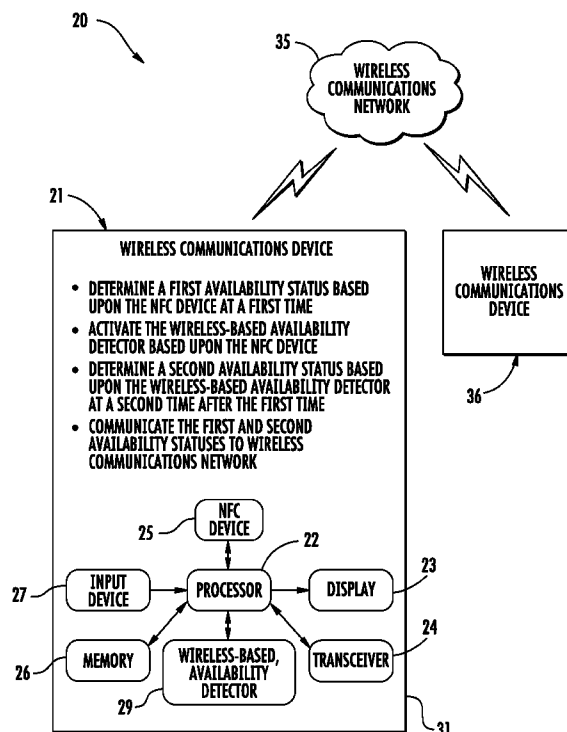 20
35
WIRELESS
COMMUNICATIONS
NETWORK
21
WIRELESS COMMUNICATIONS DEVICE
• DETERMINE A FIRST AVAILABILITY STATUS BASED
UPON THE NFC DEVICE AT A FIRST TIME
• ACTIVATE THE WIRELESS-BASED AVAILABILITY
DETECTOR BASED UPON THE NFC DEVICE
• DETERMINE A SECOND AVAILABILITY STATUS BASED
UPON THE WIRELESS-BASED AVAILABILITY DETECTOR
AT A SECOND TIME AFTER THE FIRST TIME
• COMMUNICATE THE FIRST AND SECOND
AVAILABILITY STATUSES TO WIRELESS
COMMUNICATIONS NETWORK
WIRELESS
COMMUNICATIONS
DEVICE
36
NFC
DEVICE
25
22
27
INPUT
DEVICE
PROCESSOR
DISPLAY
23
24
MEMORY
26
WIRELESS-BASED,
AVAILABILITY
DETECTOR
29
TRANSCEIVER
31